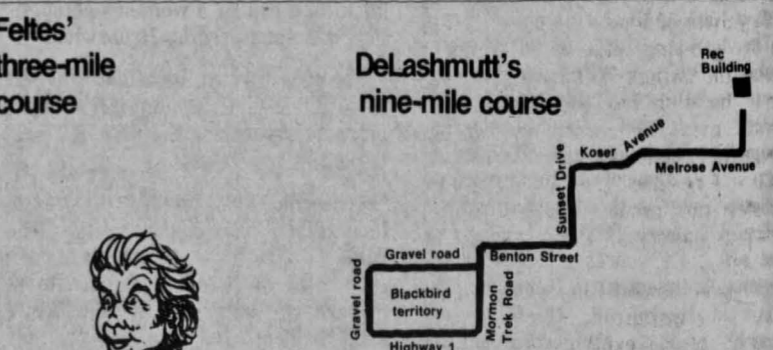 Feltes'
three-mile
course
DeLashmutt's
nine-mile course
Rec
Building
Koser Avenue
Melrose Avenue
Sunset Drive
Benton Street
Gravel road
Gravel road
Blackbird
territory
Mormon
Trek Road
Highway 1